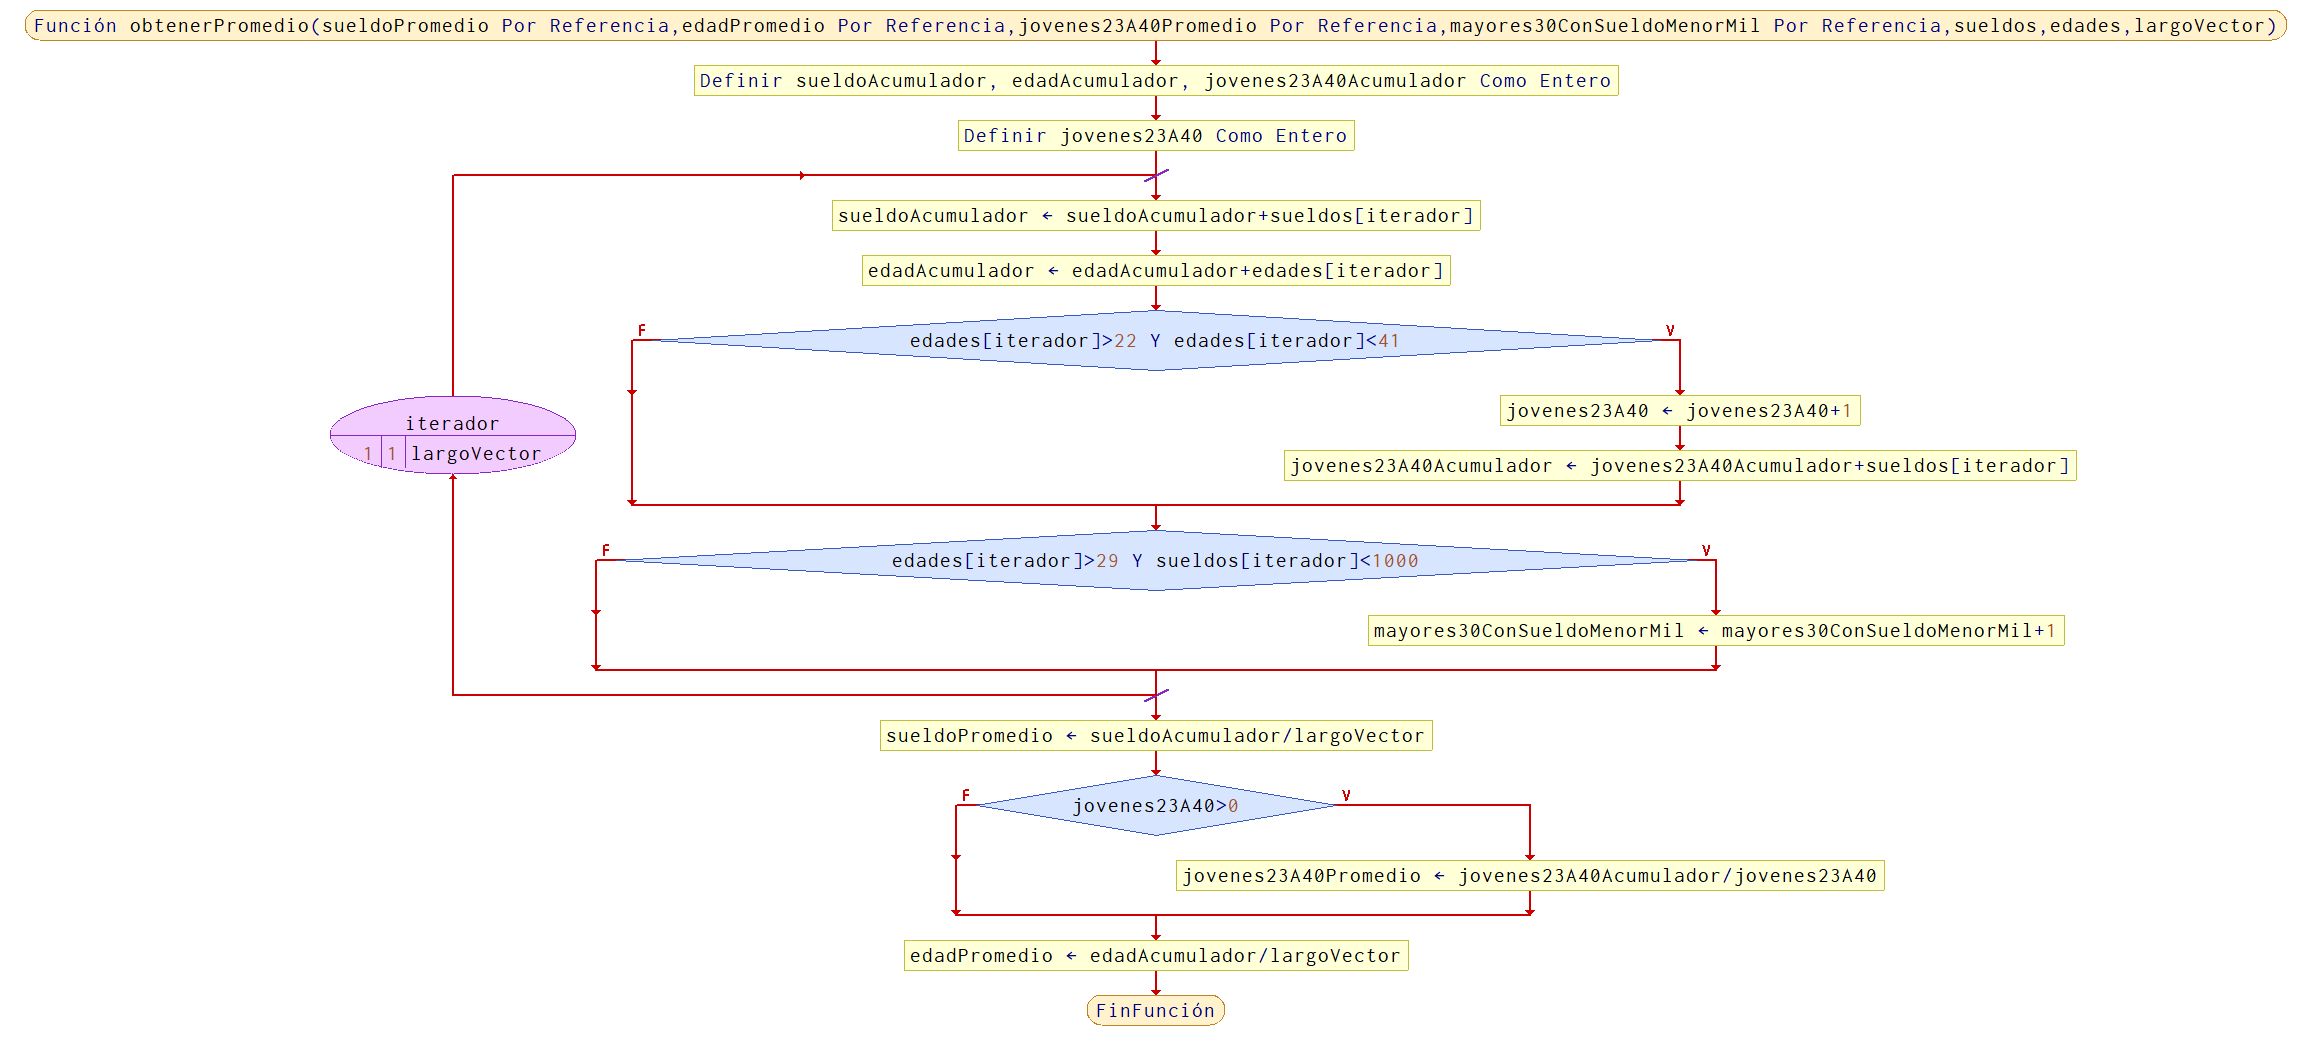 Función obtenerPromedio(sueldoPromedio Por Referencia,edadPromedio Por Referencia,jovenes23A40Promedio Por Referencia,mayores30ConSueldoMenorMil Por Referencia,sueldos,edades,largoVector)
Definir sueldoAcumulador, edadAcumulador, jovenes23A40Acumulador Como Entero
Definir jovenes23A40 Como Entero
sueldoAcumulador ← sueldoAcumulador+sueldos[iterador]
edadAcumulador ← edadAcumulador+edades[iterador]
F
V
edades[iterador]>22 Y edades[iterador]<41
jovenes23A40 ← jovenes23A40+1
iterador
1 1 largoVector
jovenes23A40Acumulador ← jovenes23A40Acumulador+sueldos[iterador]
F
V
edades[iterador]>29 Y sueldos[iterador]<1000
mayores30ConSueldoMenorMil ← mayores30ConSueldoMenorMil+1
sueldoPromedio ← sueldoAcumulador/largoVector
F
V
jovenes23A40>0
jovenes23A40Promedio ← jovenes23A40Acumulador/jovenes23A40
edadPromedio ← edadAcumulador/largoVector
FinFunción